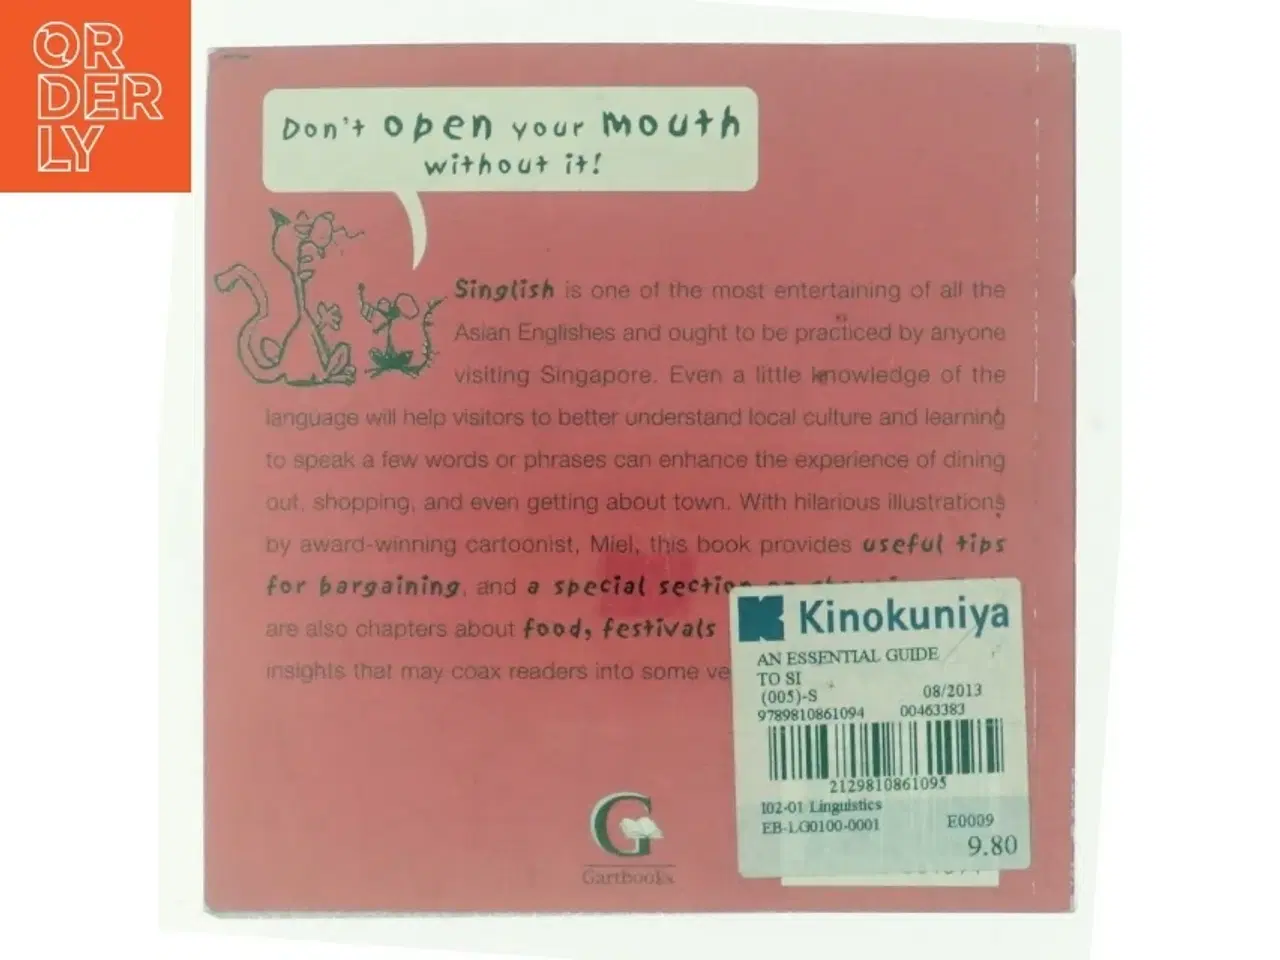 ORDERLY
Don't open your mouth
without it!
Singlish is one of the most entertaining of all the
Asian Englishes and ought to be practiced by anyone
visiting Singapore. Even a little knowledge of the
language will help visitors to better understand local culture and learning
to speak a few words or phrases can enhance the experience of dining
out, shopping, and even getting about town. With hilarious illustrations
by award-winning cartoonist, Miel, this book provides useful tips
for bargaining, and a special section
are also chapters about food, festivals
insights that may coax readers into some
Kinokuniya
AN ESSENTIAL GUIDE
TO SI
(005)-S 08/2013
9789810861094 00463383
2129810861095
I02-01 Linguistics
EB-LG0100-0001 E0009
9.80
G
Gartbooks